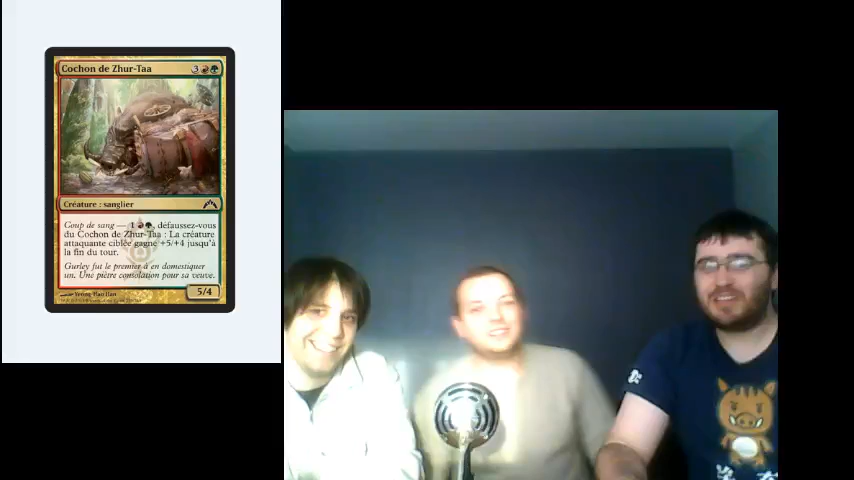 Cochon de Zhur-Taa 3
Créature : sanglier
Coup de sang — 1, défaussez-vous
du Cochon de Zhur-Taa : La créature
attaquante ciblée gagne +5/+4 jusqu'à
la fin du tour.
Gurley fut le premier à en domestiquer
un. Une piètre consolation pour sa veuve.
5/4